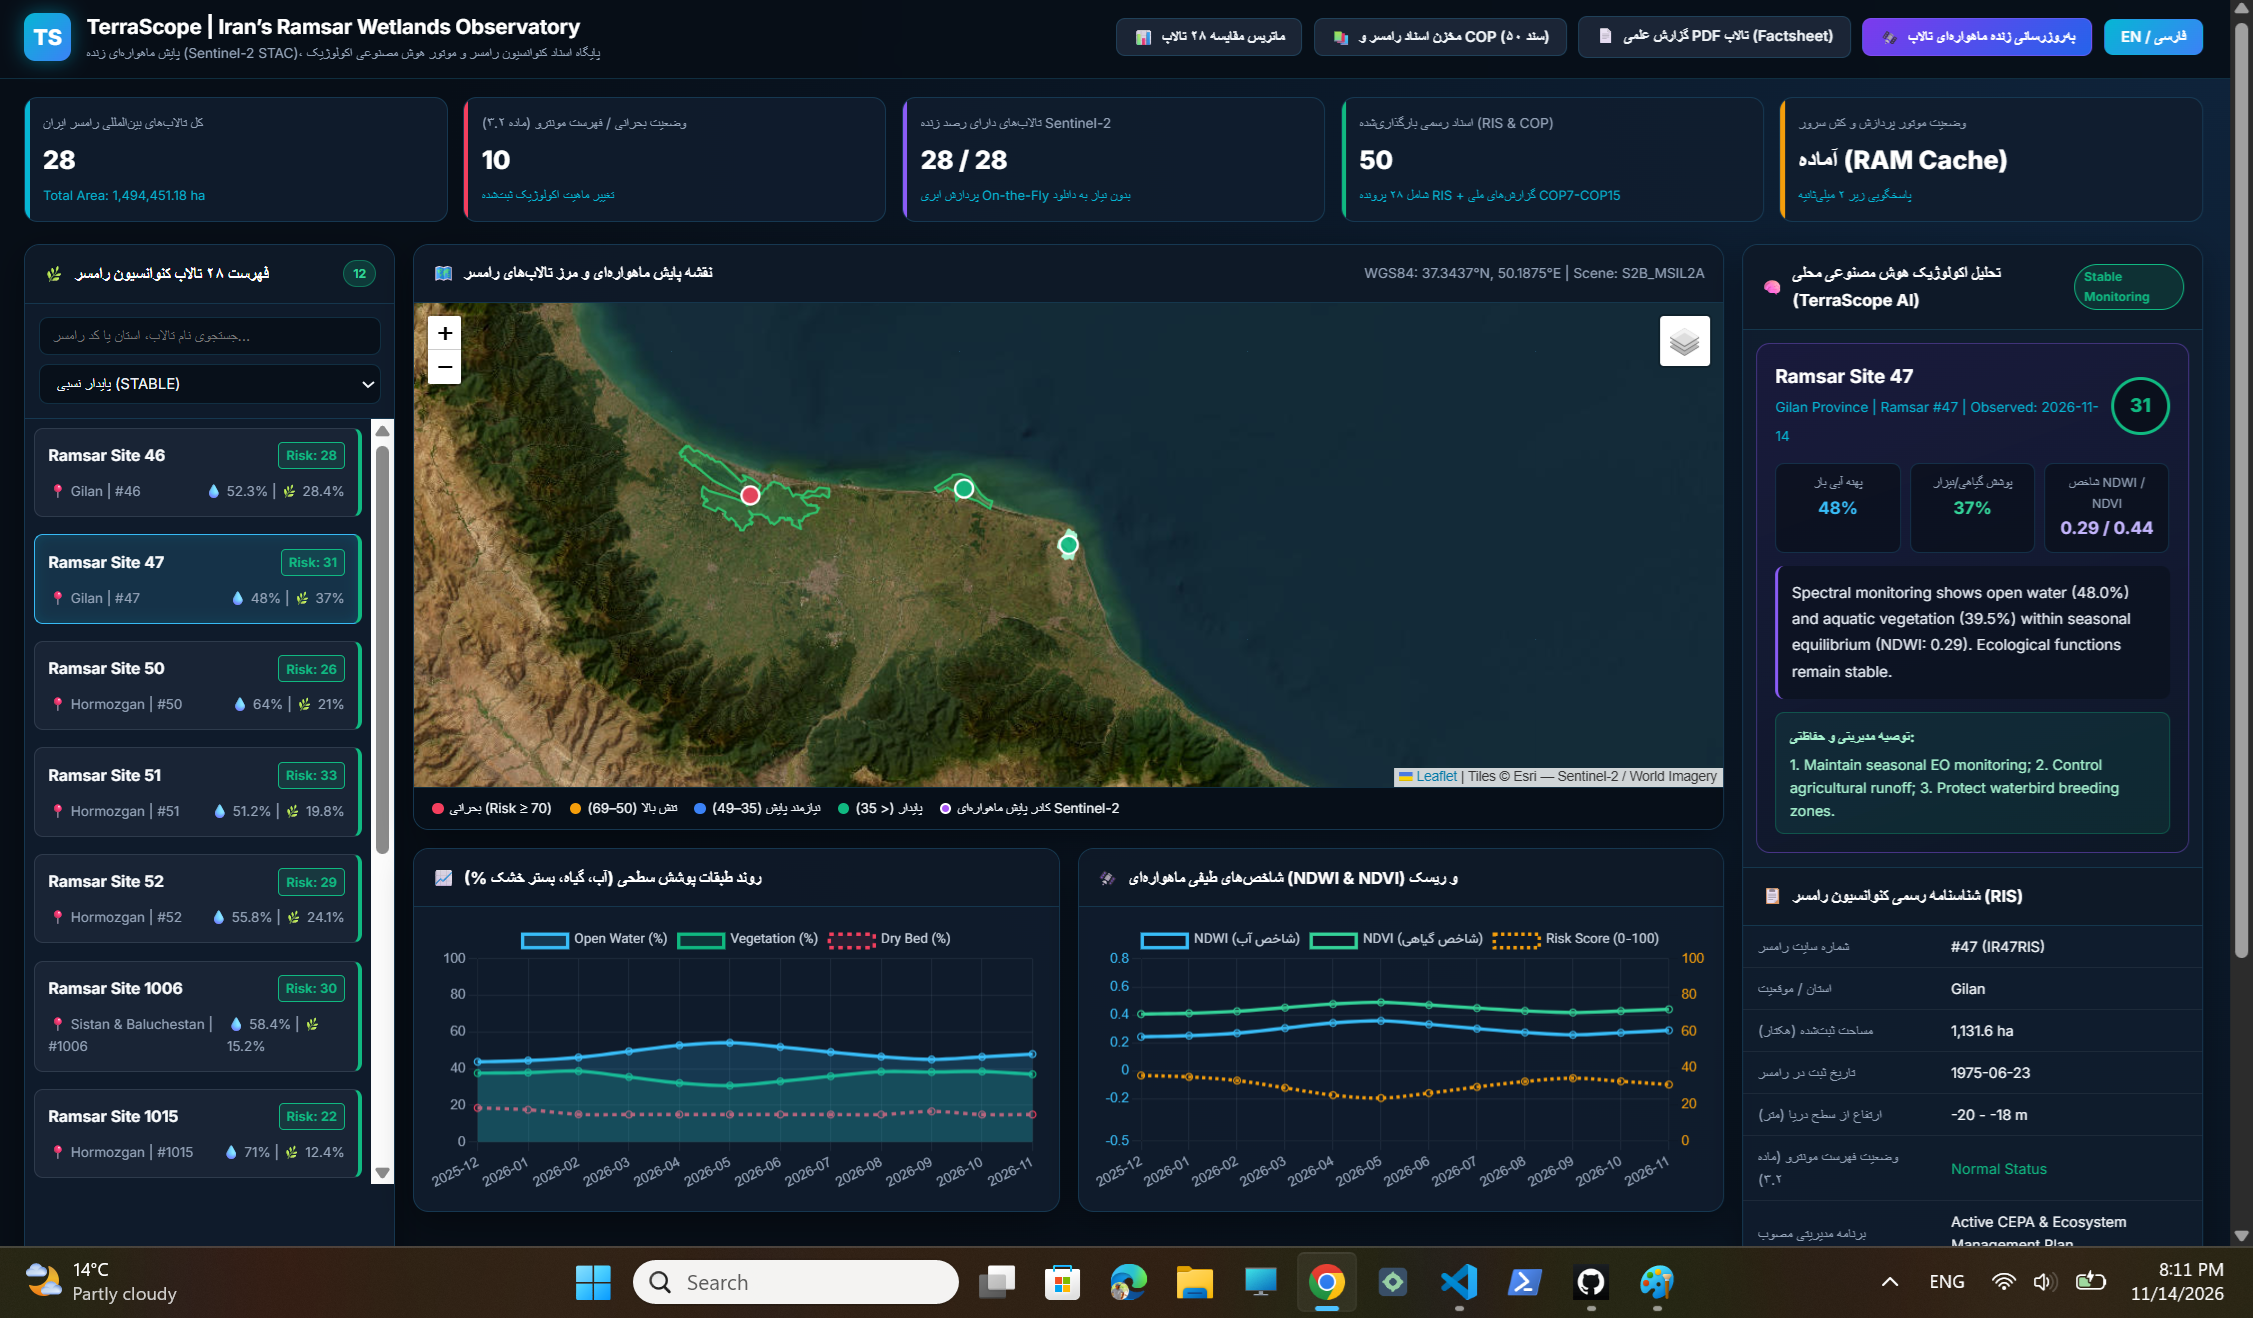 TS
TerraScope | Iran's Ramsar Wetlands Observatory
پایگاه اسناد کنوانسیون رامسر و موتور هوش مصنوعی اکولوژیک ،(Sentinel-2 STAC) پایش ماهواره‌ای زنده
ماتریس مقایسه ۲۸ تالاب
مخزن اسناد رامسر و COP (۵۰ سند)
گزارش علمی PDF تالاب (Factsheet)
به‌روزرسانی زنده ماهواره‌ای تالاب
فارسی / EN
کل تالاب‌های بین‌المللی رامسر ایران
28
Total Area: 1,494,451.18 ha
وضعیت بحرانی / فهرست مونترو (ماده ۳.۲)
10
تغییر ماهیت اکولوژیک ثبت‌شده
تالاب‌های دارای رصد زنده Sentinel-2
28 / 28
پردازش ابری On-the-Fly بدون نیاز به دانلود
اسناد رسمی بارگذاری‌شده (RIS & COP)
50
شامل ۲۸ پرونده RIS + گزارش‌های ملی COP7-COP15
وضعیت موتور پردازش و کش سرور
آماده (RAM Cache)
پاسخگویی زیر ۲ میلی‌ثانیه
فهرست ۲۸ تالاب کنوانسیون رامسر
12
جستجوی نام تالاب، استان یا کد رامسر...
پایدار نسبی (STABLE)
Ramsar Site 46
Risk: 28
Gilan | #46
52.3% | 28.4%
Ramsar Site 47
Risk: 31
Gilan | #47
48% | 37%
Ramsar Site 50
Risk: 26
Hormozgan | #50
64% | 21%
Ramsar Site 51
Risk: 33
Hormozgan | #51
51.2% | 19.8%
Ramsar Site 52
Risk: 29
Hormozgan | #52
55.8% | 24.1%
Ramsar Site 1006
Risk: 30
Sistan & Baluchestan |
#1006
58.4% |
15.2%
Ramsar Site 1015
Risk: 22
Hormozgan | #1015
71% | 12.4%
نقشه پایش ماهواره‌ای و مرز تالاب‌های رامسر
WGS84: 37.3437°N, 50.1875°E | Scene: S2B_MSIL2A
+
−
Leaflet | Tiles © Esri — Sentinel-2 / World Imagery
بحرانی (Risk ≥ 70)
تنش بالا (50–69)
نیازمند پایش (35–49)
پایدار (< 35)
کادر پایش ماهواره‌ای Sentinel-2
روند طبقات پوشش سطحی (آب، گیاه، بستر خشک %)
Open Water (%)
Vegetation (%)
Dry Bed (%)
100
80
60
40
20
0
2025-12
2026-01
2026-02
2026-03
2026-04
2026-05
2026-06
2026-07
2026-08
2026-09
2026-10
2026-11
شاخص‌های طیفی ماهواره‌ای (NDWI & NDVI) و ریسک
NDWI (شاخص آب)
NDVI (شاخص گیاهی)
Risk Score (0-100)
0.8
0.6
0.4
0.2
0
-0.2
-0.5
100
80
60
40
20
0
2025-12
2026-01
2026-02
2026-03
2026-04
2026-05
2026-06
2026-07
2026-08
2026-09
2026-10
2026-11
تحلیل اکولوژیک هوش مصنوعی محلی
(TerraScope AI)
Stable
Monitoring
Ramsar Site 47
Gilan Province | Ramsar #47 | Observed: 2026-11-
14
31
پهنه آبی باز
48%
پوشش گیاهی/نیزار
37%
شاخص NDWI /
NDVI
0.29 / 0.44
Spectral monitoring shows open water (48.0%)
and aquatic vegetation (39.5%) within seasonal
equilibrium (NDWI: 0.29). Ecological functions
remain stable.
توصیه مدیریتی و حفاظتی:
1. Maintain seasonal EO monitoring; 2. Control
agricultural runoff; 3. Protect waterbird breeding
zones.
شناسنامه رسمی کنوانسیون رامسر (RIS)
شماره سایت رامسر
#47 (IR47RIS)
استان / موقعیت
Gilan
مساحت ثبت‌شده (هکتار)
1,131.6 ha
تاریخ ثبت در رامسر
1975-06-23
ارتفاع از سطح دریا (متر)
-20 - -18 m
وضعیت فهرست مونترو (ماده
۳.۲)
Normal Status
برنامه مدیریتی مصوب
Active CEPA & Ecosystem
Management Plan
14°C
Partly cloudy
Search
ENG
8:11 PM
11/14/2026